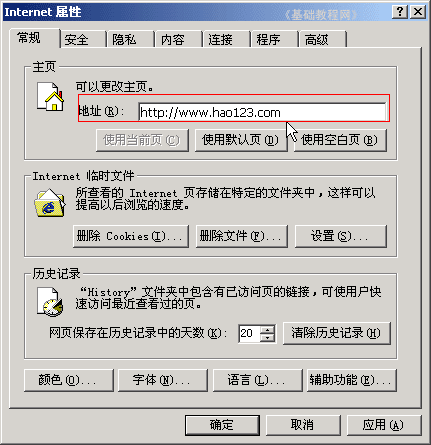 Internet 属性
《基础教程网》
常规 安全 隐私 内容 连接 程序 高级
主页
可以更改主页。
地址(R): http://www.hao123.com
使用当前页(C) 使用默认页(D) 使用空白页(B)
Internet 临时文件
所查看的 Internet 页存储在特定的文件夹中，这样可以
提高以后浏览的速度。
删除 Cookies(I)... 删除文件(F)... 设置(S)...
历史记录
“History”文件夹中包含有已访问页的链接，可使用户快
速访问最近查看过的页。
网页保存在历史记录中的天数(K): 20 清除历史记录(H)
颜色(O)... 字体(N)... 语言(L)... 辅助功能(E)...
确定 取消 应用(A)